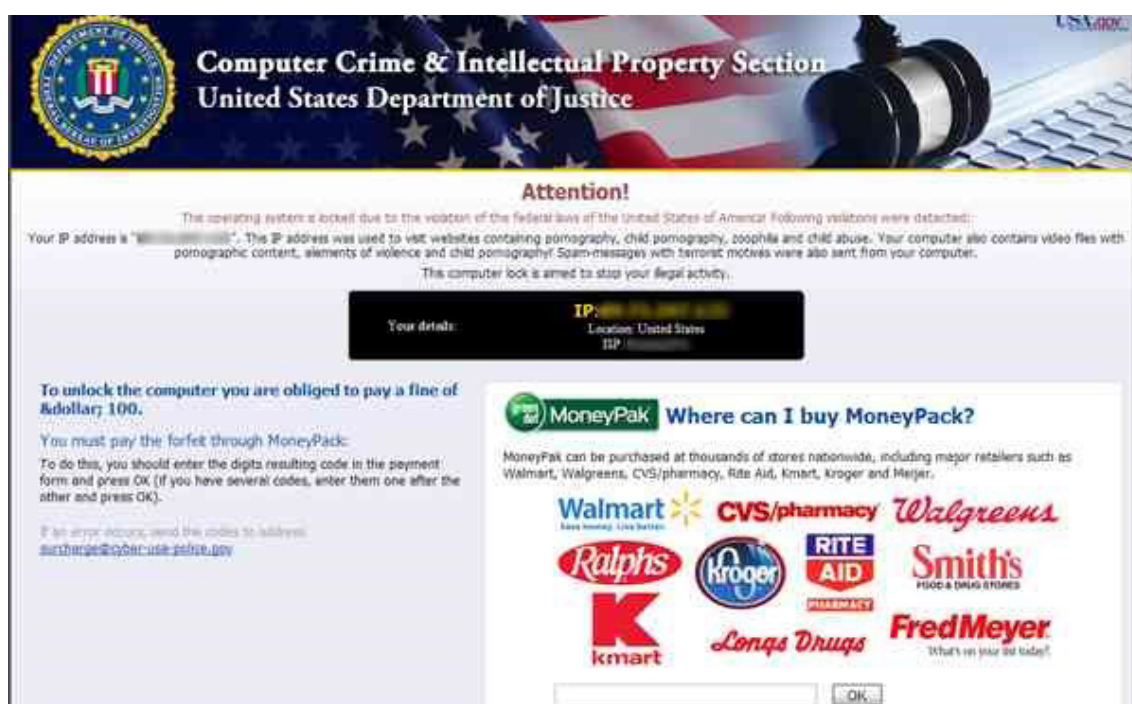 USA.gov
Computer Crime & Intellectual Property Section
United States Department of Justice
Attention!
The operating system is locked due to the violation of the federal laws of the United States of America! Following violations were detected:
Your IP address is " ". This IP address was used to visit websites containing pornography, child pornography, zoophilia and child abuse. Your computer also contains video files with
pornographic content, elements of violence and child pornography! Spam-messages with terrorist motives were also sent from your computer.
This computer lock is aimed to stop your illegal activity.
Your details:
IP:
Location: United States
ISP
To unlock the computer you are obliged to pay a fine of
&dollar; 100.
You must pay the forfeit through MoneyPack:
To do this, you should enter the digits resulting code in the payment
form and press OK (if you have several codes, enter them one after the
other and press OK).
If an error occurs, send the codes to address
surcharge@cyber-usa-police.gov
MoneyPak Where can I buy MoneyPack?
MoneyPak can be purchased at thousands of stores nationwide, including major retailers such as
Walmart, Walgreens, CVS/pharmacy, Rite Aid, Kmart, Kroger and Meijer.
Walmart
Save money. Live better.
CVS/pharmacy
Walgreens
Ralphs
Kroger
RITE
AID
PHARMACY
Smith's
FOOD & DRUG STORES
kmart
Longs Drugs
FredMeyer
What's on your list today?
OK